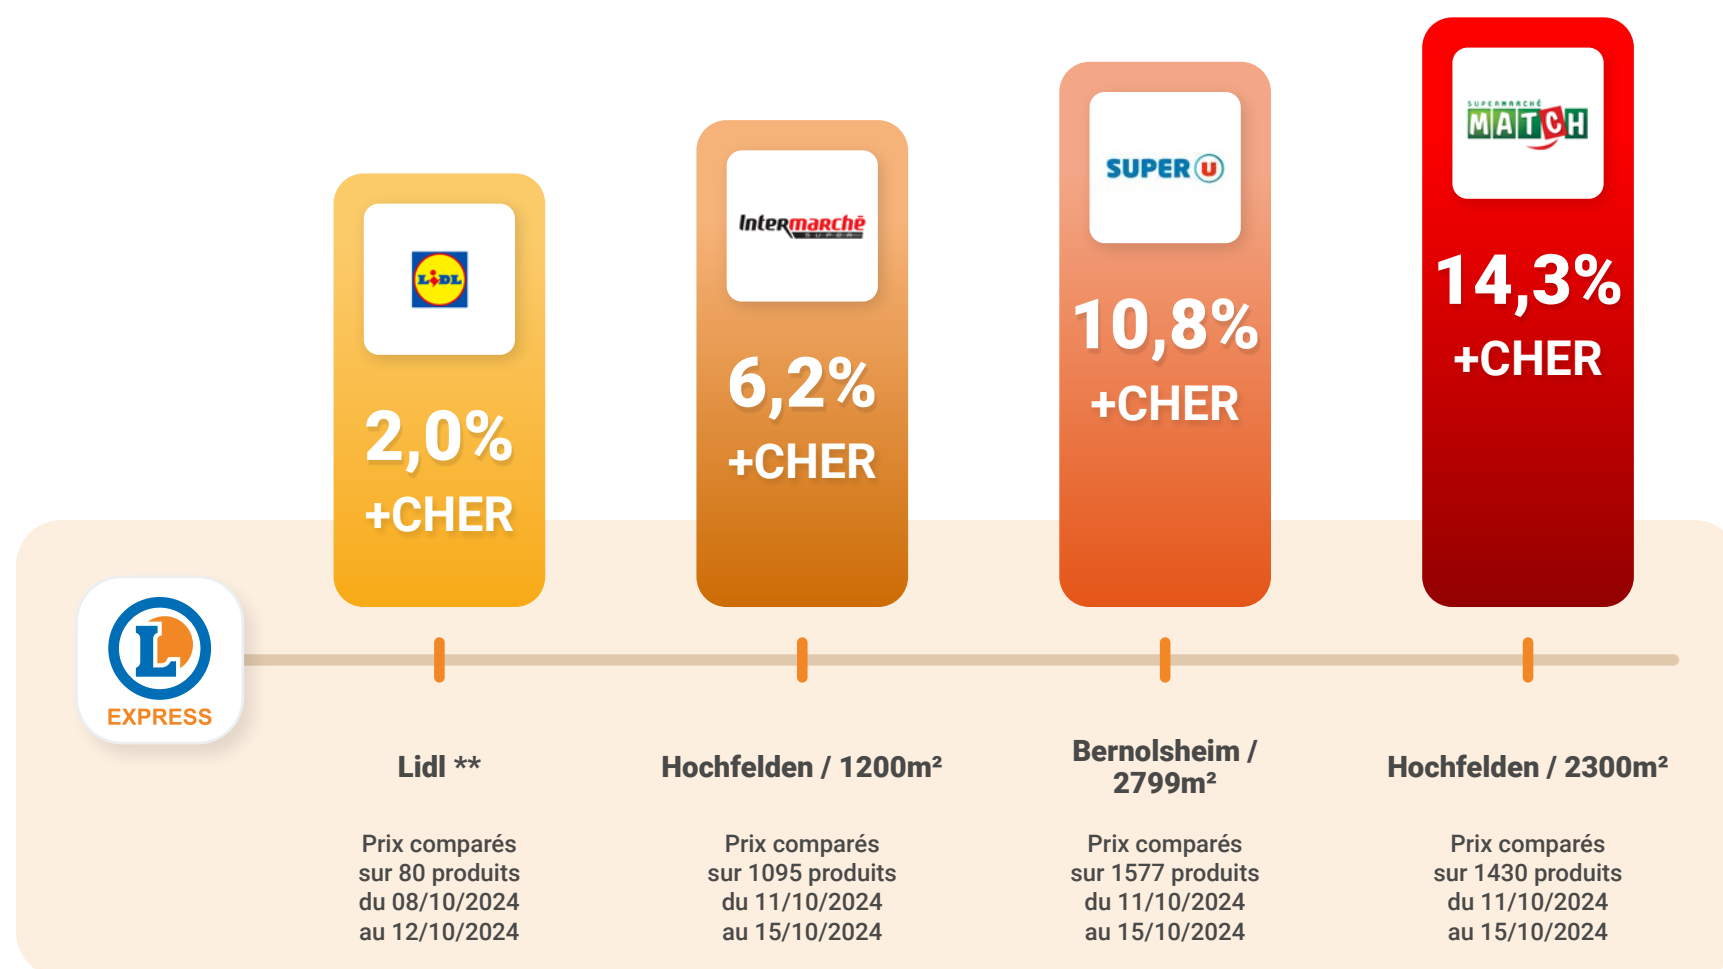 LIDL
2,0%
+CHER
Intermarchē
SUPER
6,2%
+CHER
SUPER U
10,8%
+CHER
SUPERMARCHÉ
MATCH
14,3%
+CHER
L
EXPRESS
Lidl **
Prix comparés
sur 80 produits
du 08/10/2024
au 12/10/2024
Hochfelden / 1200m²
Prix comparés
sur 1095 produits
du 11/10/2024
au 15/10/2024
Bernolsheim /
2799m²
Prix comparés
sur 1577 produits
du 11/10/2024
au 15/10/2024
Hochfelden / 2300m²
Prix comparés
sur 1430 produits
du 11/10/2024
au 15/10/2024